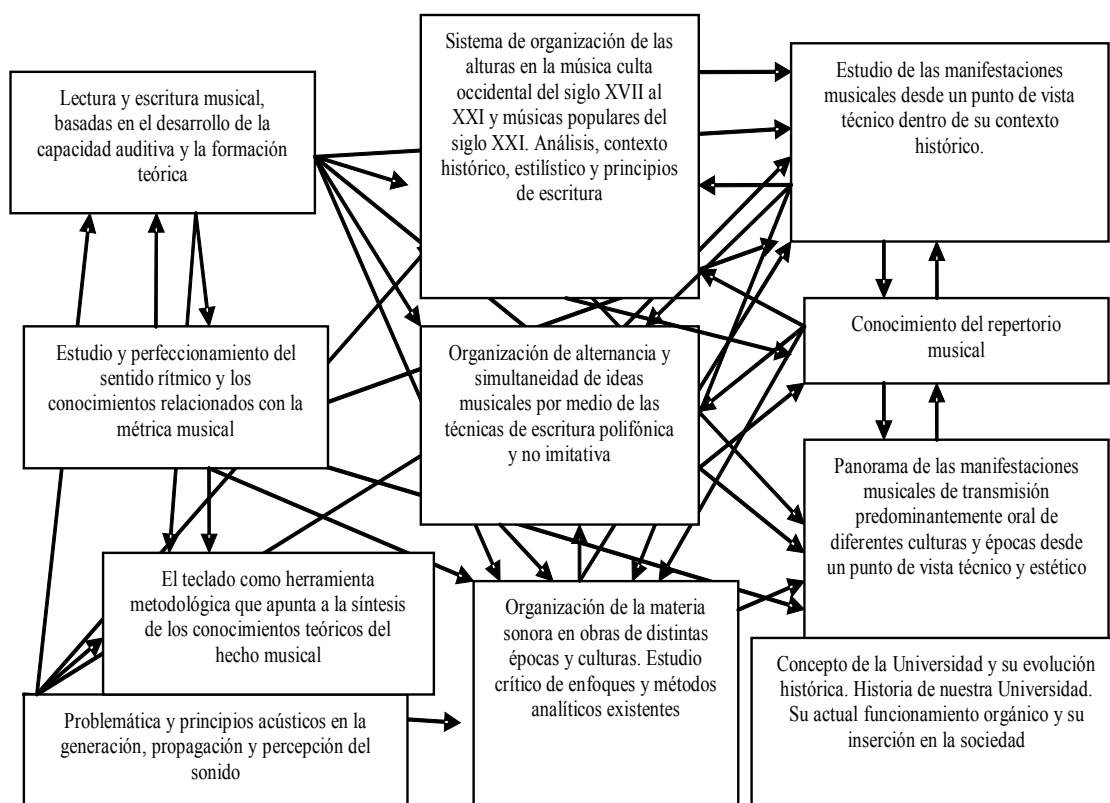 Sistema de organización de las
alturas en la música culta
occidental del siglo XVII al
XXI y músicas populares del
siglo XXI. Análisis, contexto
histórico, estilístico y principios
de escritura
Estudio de las manifestaciones
musicales desde un punto de vista
técnico dentro de su contexto
histórico.
Lectura y escritura musical,
basadas en el desarrollo de la
capacidad auditiva y la formación
teórica
Conocimiento del repertorio
musical
Estudio y perfeccionamiento del
sentido rítmico y los
conocimientos relacionados con la
métrica musical
Organización de alternancia y
simultaneidad de ideas
musicales por medio de las
técnicas de escritura polifónica
y no imitativa
Panorama de las manifestaciones
musicales de transmisión
predominantemente oral de
diferentes culturas y épocas desde
un punto de vista técnico y estético
El teclado como herramienta
metodológica que apunta a la síntesis
de los conocimientos teóricos del
hecho musical
Organización de la materia
sonora en obras de distintas
épocas y culturas. Estudio
crítico de enfoques y métodos
analíticos existentes
Concepto de la Universidad y su evolución
histórica. Historia de nuestra Universidad.
Su actual funcionamiento orgánico y su
inserción en la sociedad
Problemática y principios acústicos en la
generación, propagación y percepción del
sonido